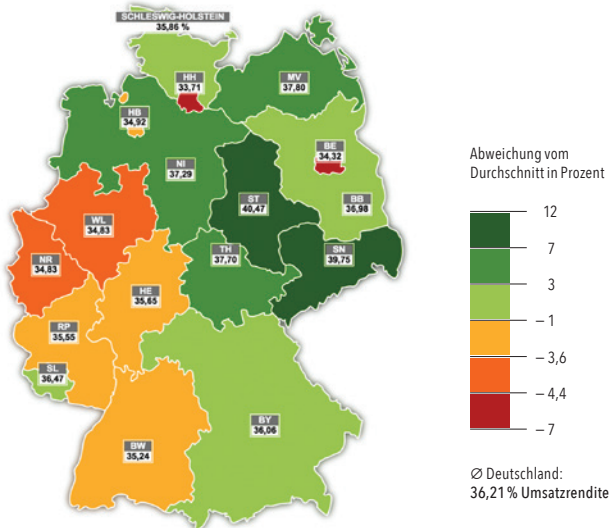 SCHLESWIG-HOLSTEIN
35,86 %
HH
33,71
MV
37,80
HB
34,92
BE
34,32
NI
37,29
ST
40,47
BB
36,98
WL
34,83
NR
34,83
TH
37,70
SN
39,75
HE
35,65
RP
35,55
SL
36,47
BY
36,06
BW
35,24
Abweichung vom
Durchschnitt in Prozent
12
7
3
– 1
– 3,6
– 4,4
– 7
Ø Deutschland:
36,21 % Umsatzrendite